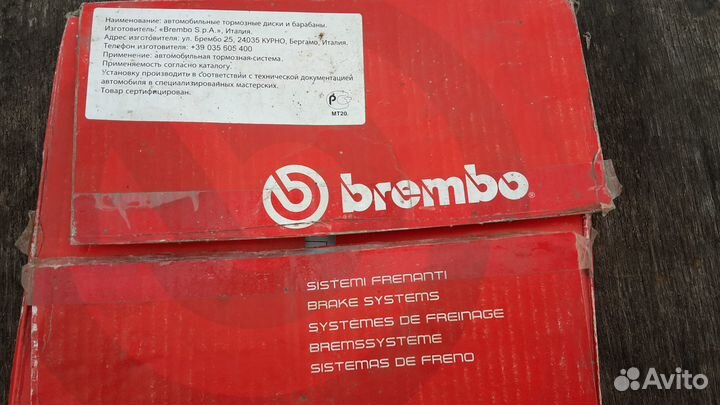 Наименование: автомобильные тормозные диски и барабаны.
Изготовитель: «Brembo S.p.A.», Италия.
Адрес изготовителя: ул. Брембо 25, 24035 КУРНО, Бергамо, Италия.
Телефон изготовителя: +39 035 605 400
Применение: автомобильная тормозная-система.
Применяемость согласно каталогу.
Установку производить в соответствии с технической документацией
автомобиля в специализированных мастерских.
Товар сертифицирован.
РСТ
МТ20
brembo®
SISTEMI FRENANTI
BRAKE SYSTEMS
SYSTÈMES DE FREINAGE
BREMSSYSTEME
SISTEMAS DE FRENO
Avito